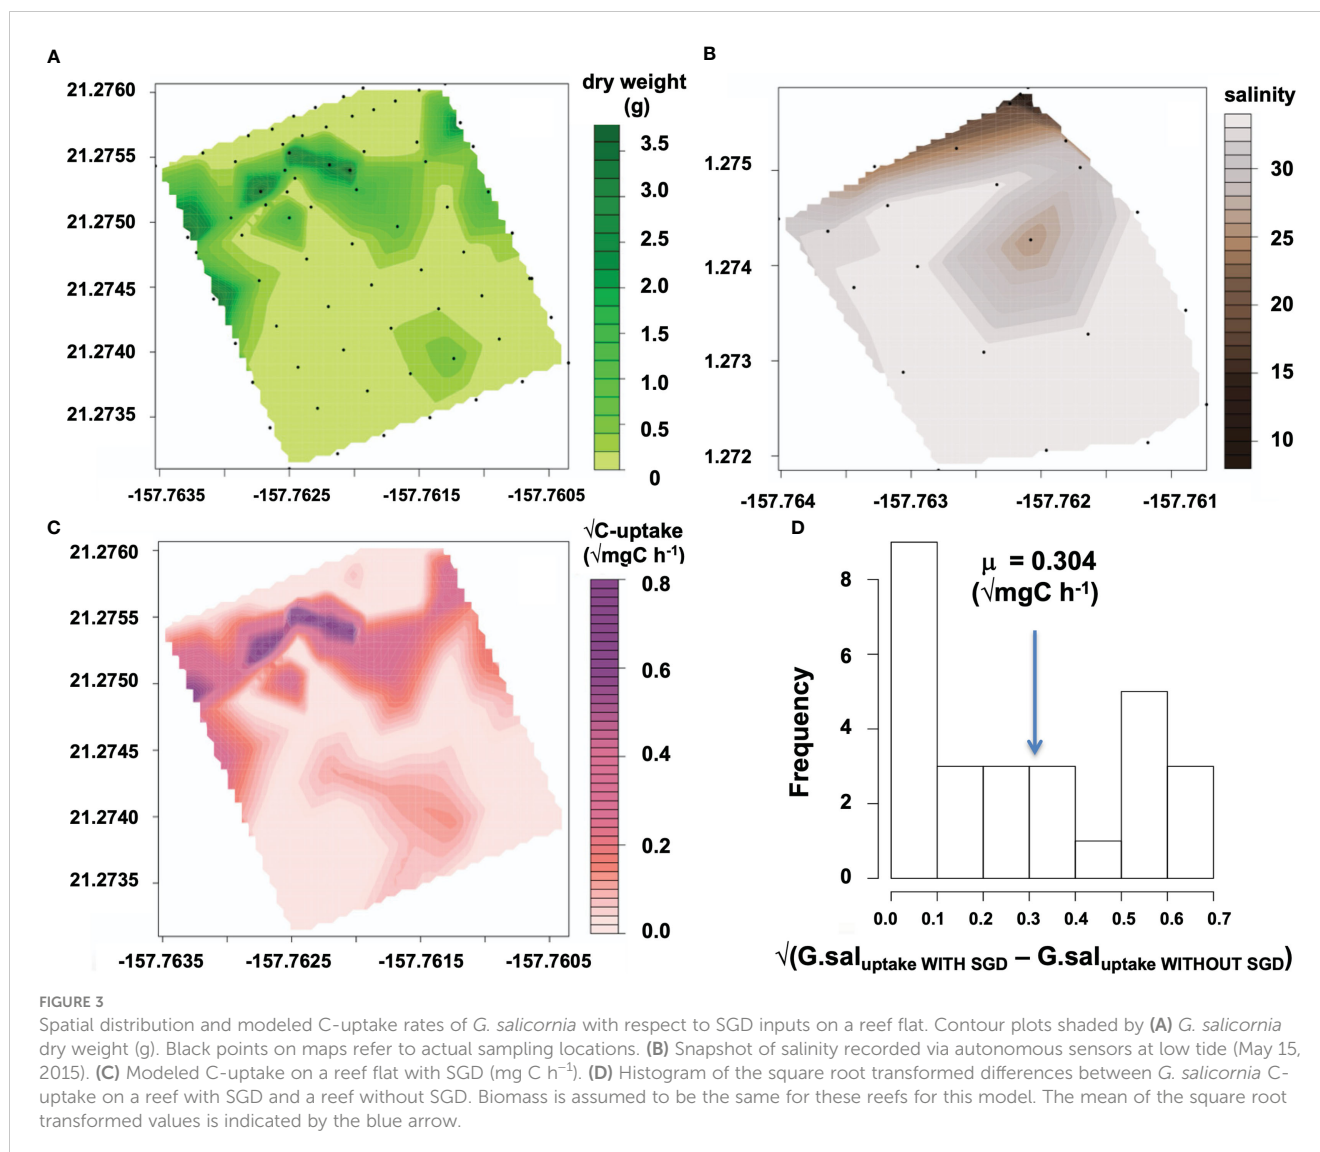 A
dry weight
(g)
21.2760
21.2755
21.2750
21.2745
21.2740
21.2735
3.5
3.0
2.5
2.0
1.5
1.0
0.5
0
-157.7635
-157.7625
-157.7615
-157.7605
B
salinity
1.275
1.274
1.273
1.272
30
25
20
15
10
-157.764
-157.763
-157.762
-157.761
C
√C-uptake
(√mgC h-1)
21.2760
21.2755
21.2750
21.2745
21.2740
21.2735
0.8
0.6
0.4
0.2
0.0
-157.7635
-157.7625
-157.7615
-157.7605
D
μ = 0.304
(√mgC h-1)
Frequency
8
6
4
2
0
0.0 0.1 0.2 0.3 0.4 0.5 0.6 0.7
√(G.saluptake WITH SGD – G.saluptake WITHOUT SGD)
FIGURE 3
Spatial distribution and modeled C-uptake rates of G. salicornia with respect to SGD inputs on a reef flat. Contour plots shaded by (A) G. salicornia
dry weight (g). Black points on maps refer to actual sampling locations. (B) Snapshot of salinity recorded via autonomous sensors at low tide (May 15,
2015). (C) Modeled C-uptake on a reef flat with SGD (mg C h−1). (D) Histogram of the square root transformed differences between G. salicornia C-
uptake on a reef with SGD and a reef without SGD. Biomass is assumed to be the same for these reefs for this model. The mean of the square root
transformed values is indicated by the blue arrow.